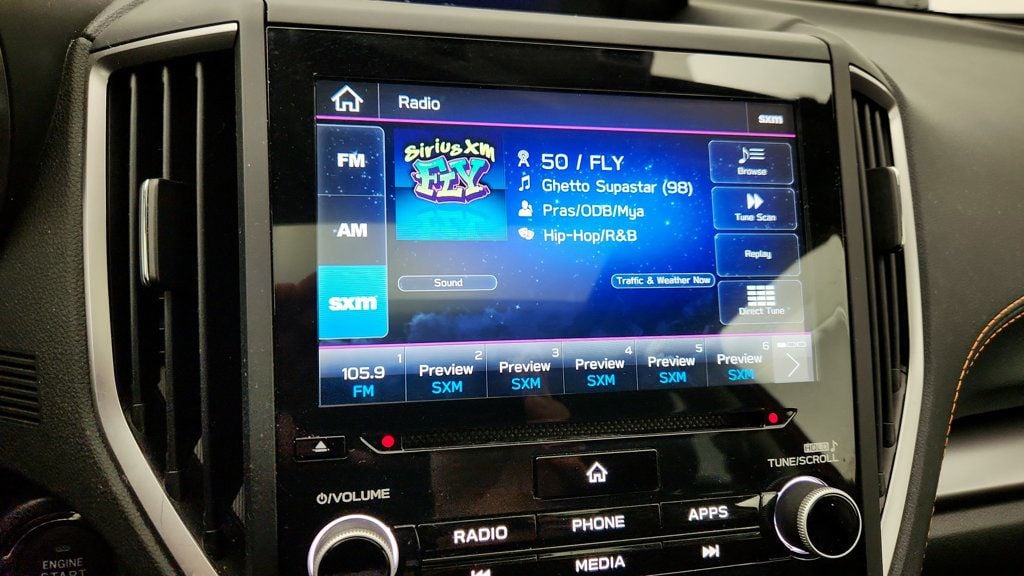 Radio
sxm
FM
AM
sxm
SiriusXM
FLY
50 / FLY
Ghetto Supastar (98)
Pras/ODB/Mya
Hip-Hop/R&B
Browse
Tune Scan
Replay
Direct Tune
Sound
Traffic & Weather Now
1
105.9
FM
2
Preview
SXM
3
Preview
SXM
4
Preview
SXM
5
Preview
SXM
6
Preview
SXM
TUNE/SCROLL
/VOLUME
RADIO
PHONE
APPS
MEDIA
ENGINE
START